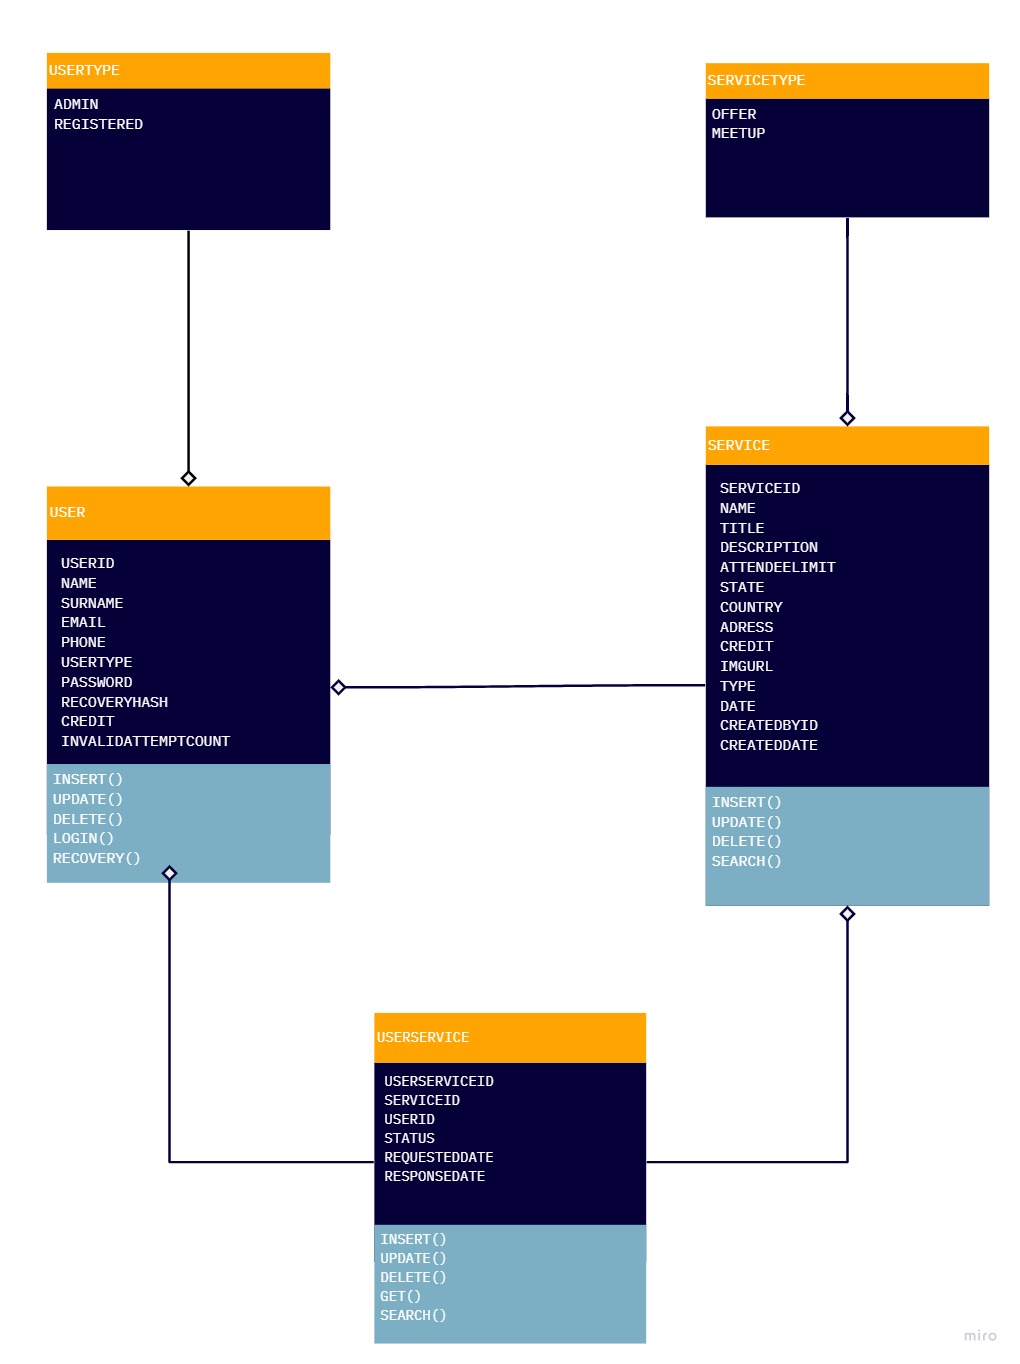 USERTYPE
ADMIN
REGISTERED
SERVICETYPE
OFFER
MEETUP
USER
USERID
NAME
SURNAME
EMAIL
PHONE
USERTYPE
PASSWORD
RECOVERYHASH
CREDIT
INVALIDATTEMPTCOUNT
INSERT()
UPDATE()
DELETE()
LOGIN()
RECOVERY()
SERVICE
SERVICEID
NAME
TITLE
DESCRIPTION
ATTENDEELIMIT
STATE
COUNTRY
ADRESS
CREDIT
IMGURL
TYPE
DATE
CREATEDBYID
CREATEDDATE
INSERT()
UPDATE()
DELETE()
SEARCH()
USERSERVICE
USERSERVICEID
SERVICEID
USERID
STATUS
REQUESTEDDATE
RESPONSEDATE
INSERT()
UPDATE()
DELETE()
GET()
SEARCH()
miro